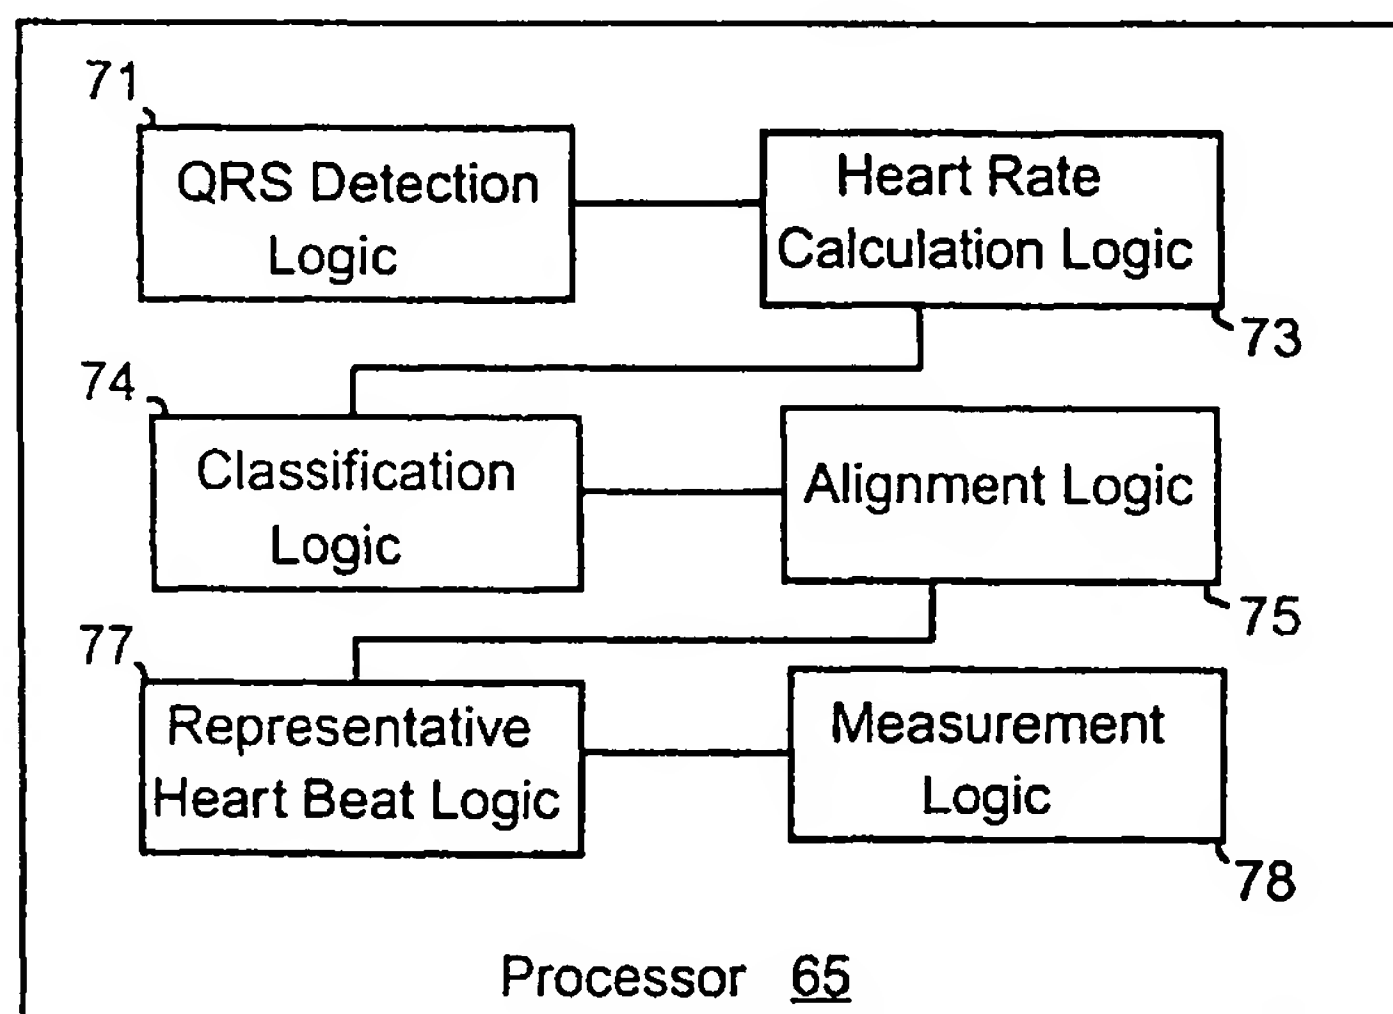 71
QRS Detection
Logic
Heart Rate
Calculation Logic
73
74
Classification
Logic
Alignment Logic
75
77
Representative
Heart Beat Logic
Measurement
Logic
78
Processor 65